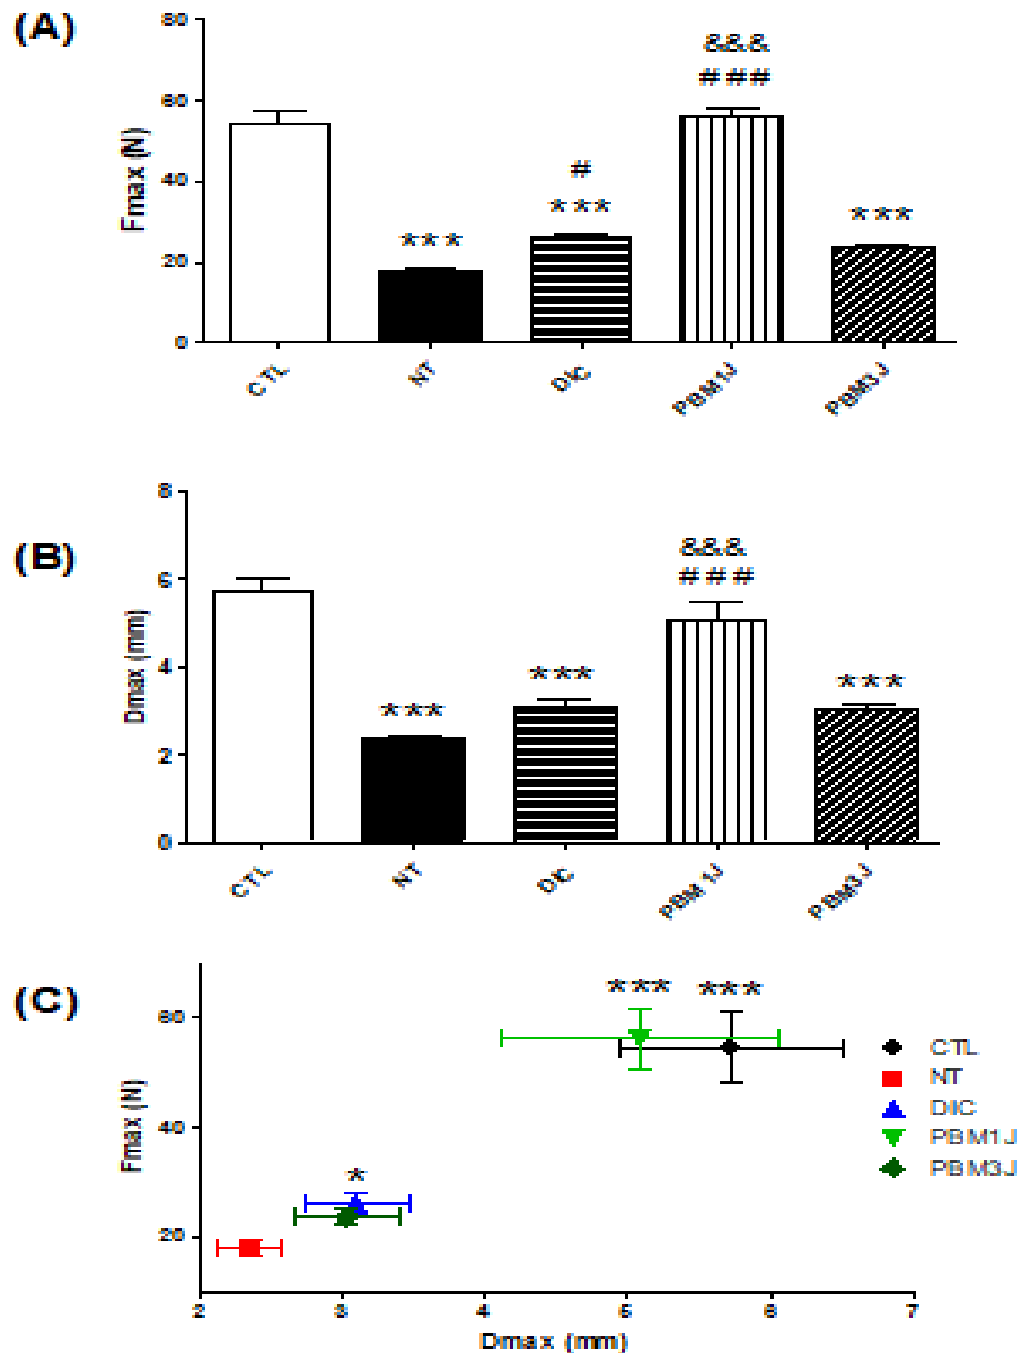 (A)
80
60
40
20
0
Fmax (N)
&&&
###
#
***
***
***
CTL
NT
DIC
PBM1J
PBM3J
(B)
8
6
4
2
0
Dmax (mm)
&&&
###
***
***
***
CTL
NT
DIC
PBM1J
PBM3J
(C)
60
40
20
Fmax (N)
***
***
*
CTL
NT
DIC
PBM1J
PBM3J
2 3 4 5 6 7
Dmax (mm)